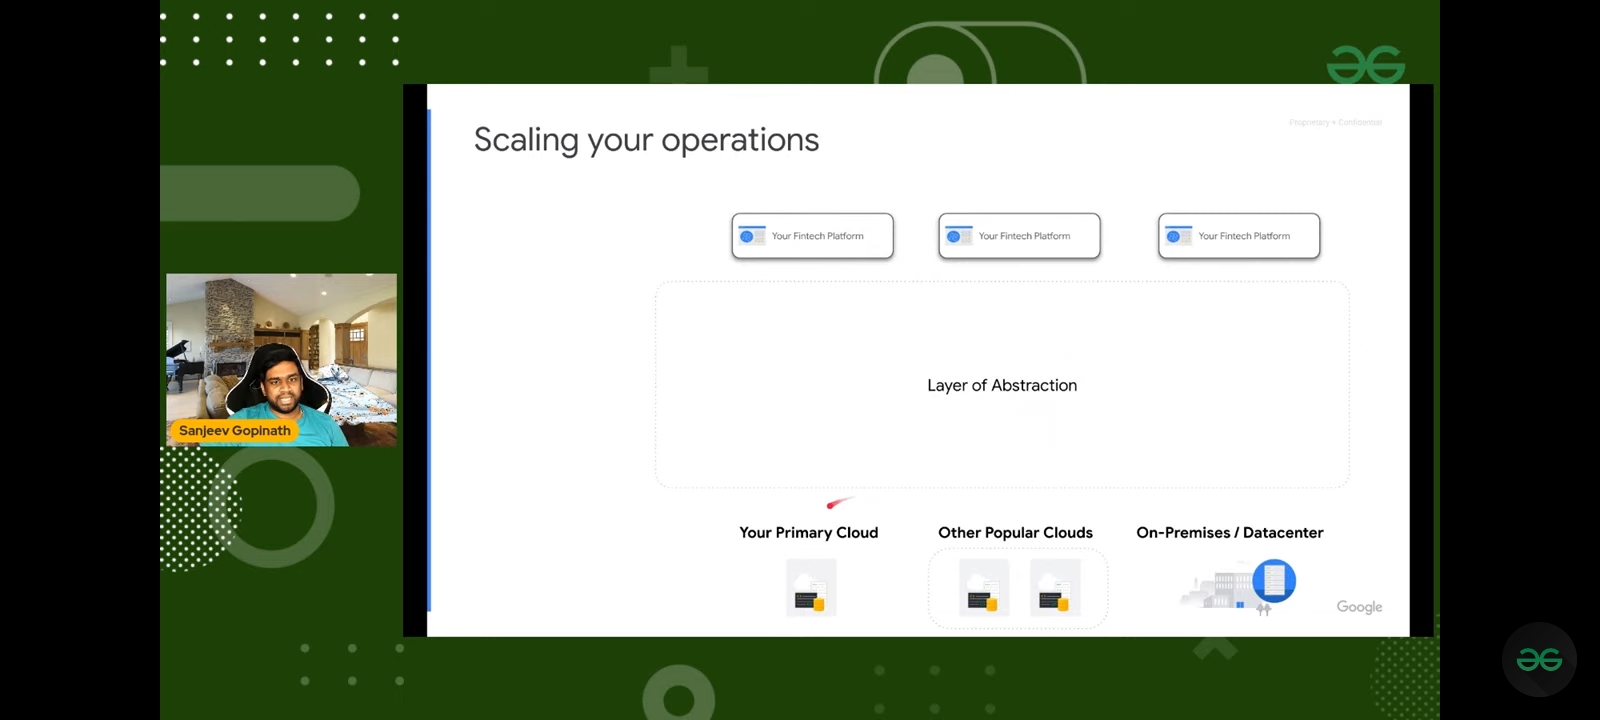 Proprietary + Confidential
Scaling your operations
Your Fintech Platform
Your Fintech Platform
Your Fintech Platform
Layer of Abstraction
Sanjeev Gopinath
Your Primary Cloud
Other Popular Clouds
On-Premises / Datacenter
Google